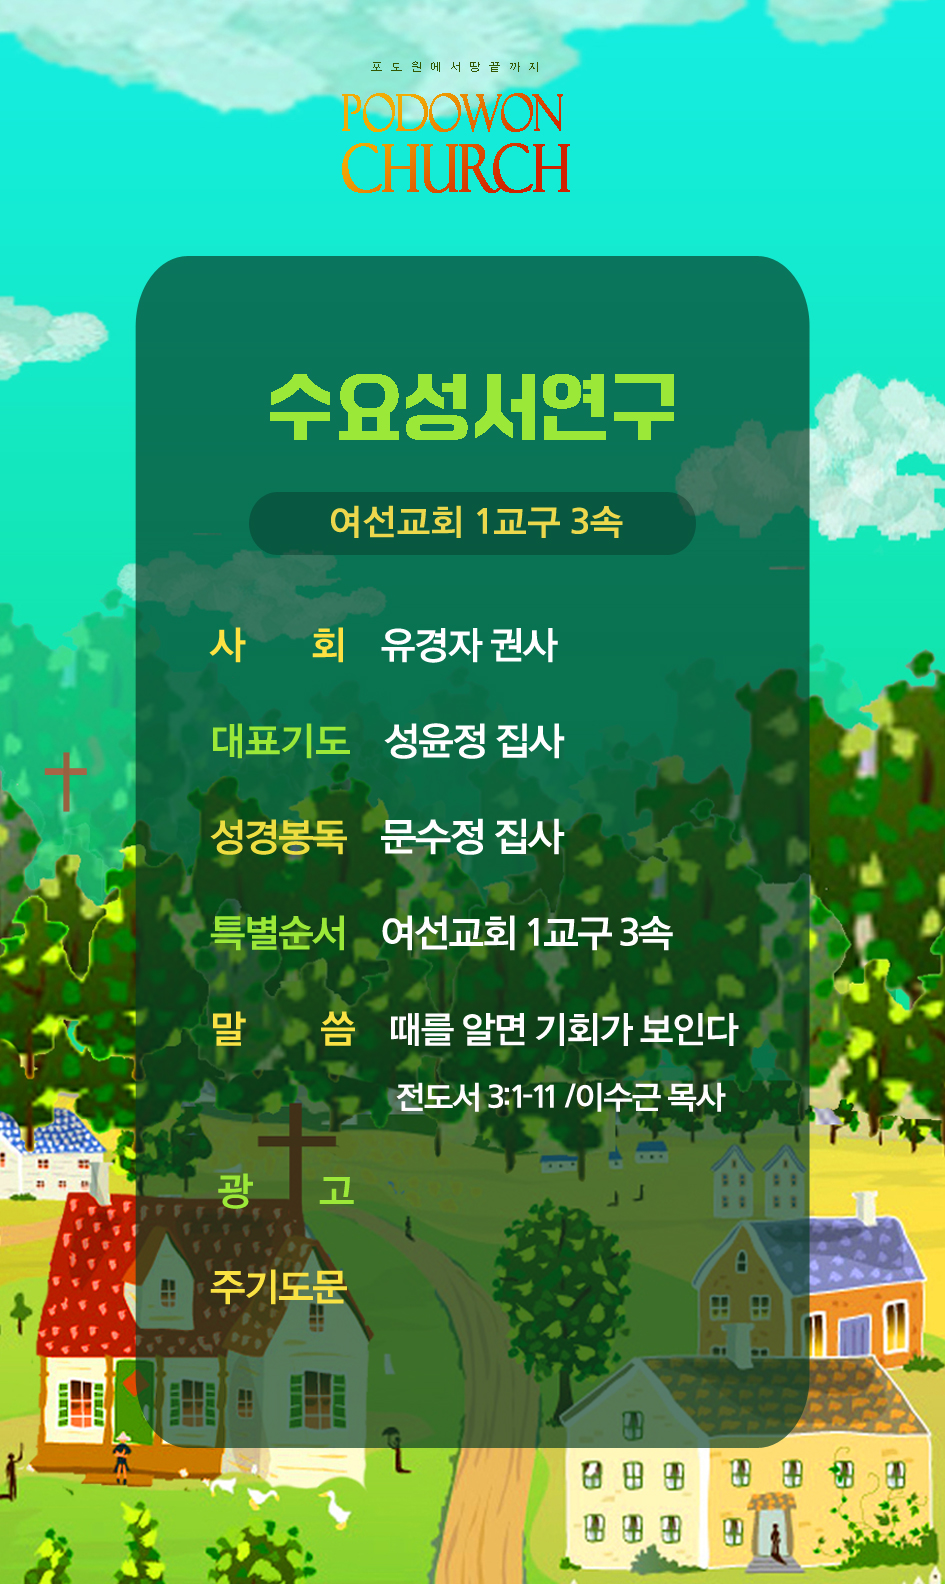 포도원에서땅끝까지
PODOWON
CHURCH
수요성서연구
여선교회 1교구 3속
사 회 유경자 권사
대표기도 성윤정 집사
성경봉독 문수정 집사
특별순서 여선교회 1교구 3속
말 씀 때를 알면 기회가 보인다
전도서 3:1-11 /이수근 목사
광 고
주기도문